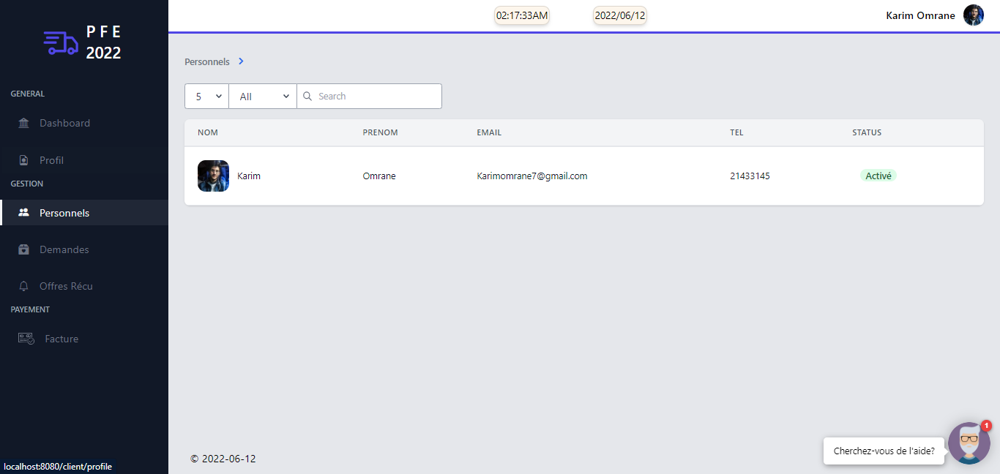 P F E
2022
02:17:33AM
2022/06/12
Karim Omrane
GENERAL
Dashboard
Profil
GESTION
Personnels
Demandes
Offres Récu
PAYEMENT
Facture
Personnels
5
All
Search
NOM PRENOM EMAIL TEL STATUS
Karim Omrane Karimomrane7@gmail.com 21433145 Activé
© 2022-06-12
Cherchez-vous de l'aide?
1
localhost:8080/client/profile